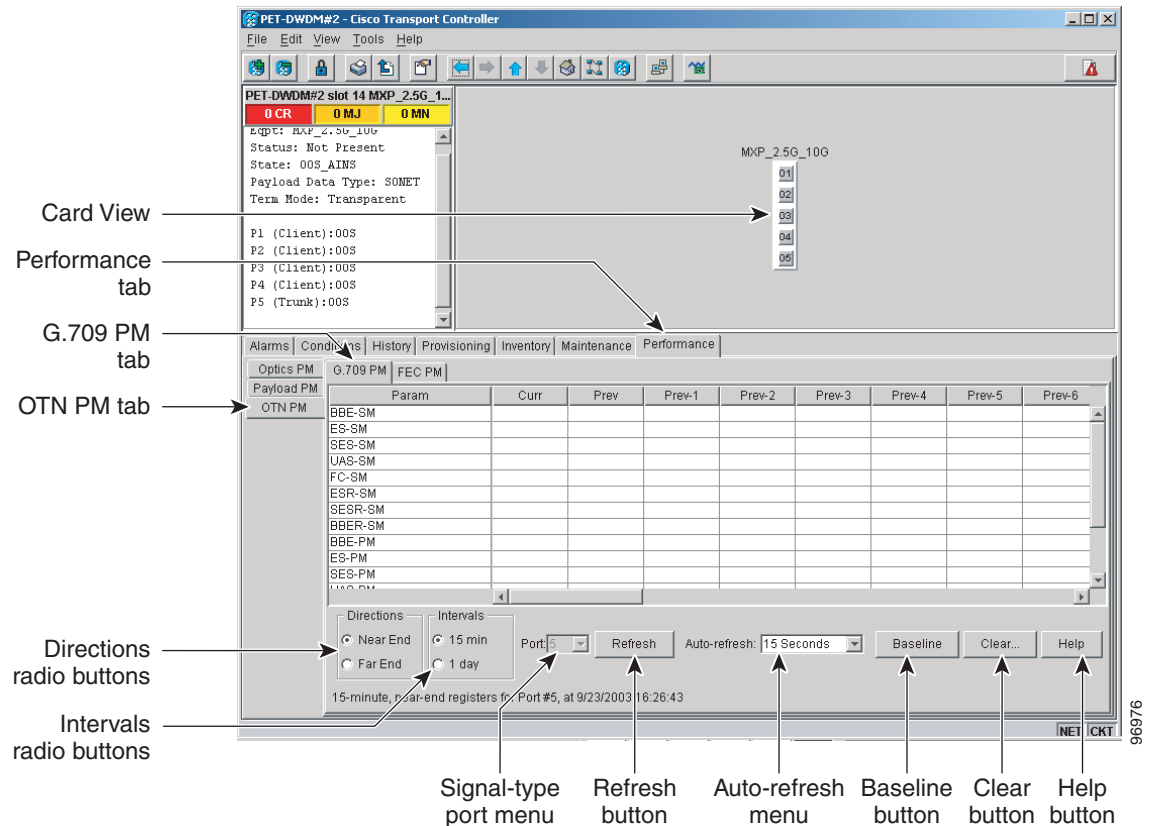 PET-DWDM#2 - Cisco Transport Controller
File Edit View Tools Help
PET-DWDM#2 slot 14 MXP_2.5G_1...
0 CR 0 MJ 0 MN
Eqpt: MXP_2.5G_10G
Status: Not Present
State: OOS_AINS
Payload Data Type: SONET
Term Mode: Transparent
P1 (Client):OOS
P2 (Client):OOS
P3 (Client):OOS
P4 (Client):OOS
P5 (Trunk):OOS
MXP_2.5G_10G
01
02
03
04
05
Card View
Performance
tab
G.709 PM
tab
OTN PM tab
Alarms Conditions History Provisioning Inventory Maintenance Performance
Optics PM
Payload PM
OTN PM
G.709 PM FEC PM
Param Curr Prev Prev-1 Prev-2 Prev-3 Prev-4 Prev-5 Prev-6
BBE-SM
ES-SM
SES-SM
UAS-SM
FC-SM
ESR-SM
SESR-SM
BBER-SM
BBE-PM
ES-PM
SES-PM
UAS-PM
Directions Intervals
Near End 15 min Port: 5 Refresh Auto-refresh: 15 Seconds Baseline Clear... Help
Far End 1 day
15-minute, near-end registers for Port #5, at 9/23/2003 16:26:43
NET CKT
96976
Directions
radio buttons
Intervals
radio buttons
Signal-type
port menu
Refresh
button
Auto-refresh
menu
Baseline
button
Clear
button
Help
button